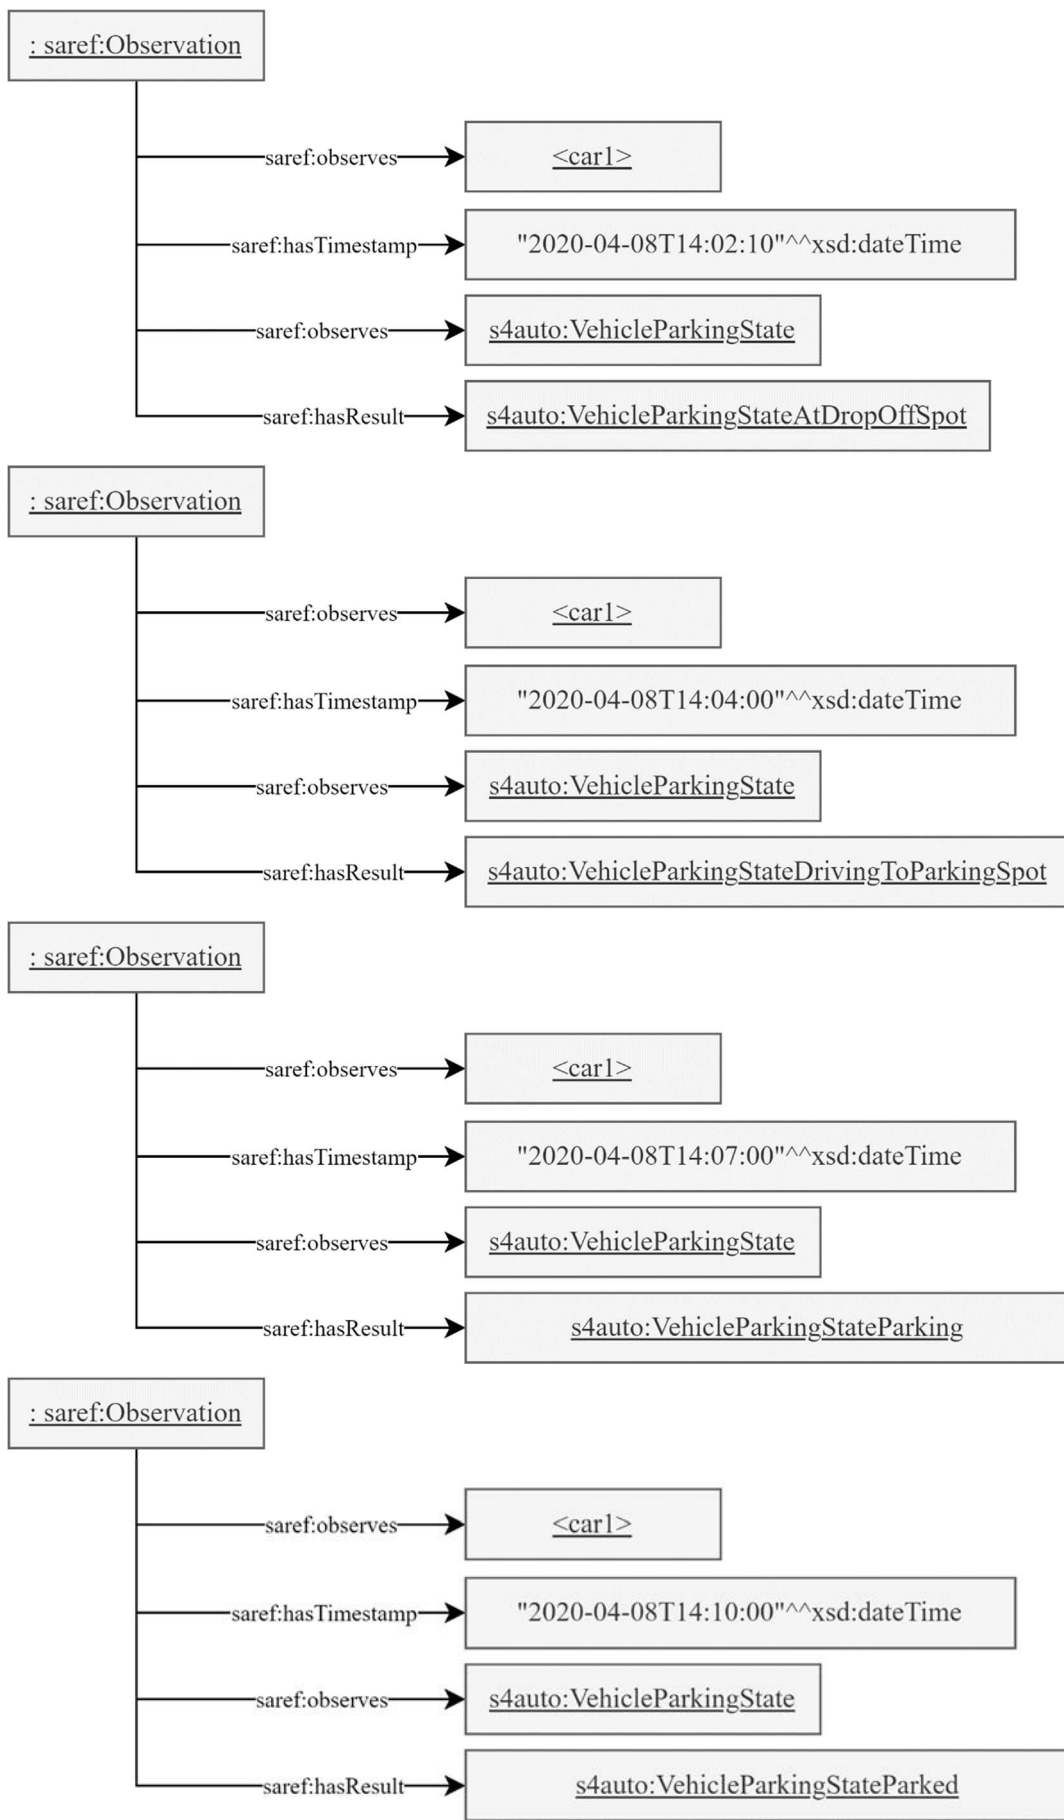 : saref:Observation
saref:observes
<car1>
saref:hasTimestamp
"2020-04-08T14:02:10"^^xsd:dateTime
saref:observes
s4auto:VehicleParkingState
saref:hasResult
s4auto:VehicleParkingStateAtDropOffSpot
: saref:Observation
saref:observes
<car1>
saref:hasTimestamp
"2020-04-08T14:04:00"^^xsd:dateTime
saref:observes
s4auto:VehicleParkingState
saref:hasResult
s4auto:VehicleParkingStateDrivingToParkingSpot
: saref:Observation
saref:observes
<car1>
saref:hasTimestamp
"2020-04-08T14:07:00"^^xsd:dateTime
saref:observes
s4auto:VehicleParkingState
saref:hasResult
s4auto:VehicleParkingStateParking
: saref:Observation
saref:observes
<car1>
saref:hasTimestamp
"2020-04-08T14:10:00"^^xsd:dateTime
saref:observes
s4auto:VehicleParkingState
saref:hasResult
s4auto:VehicleParkingStateParked